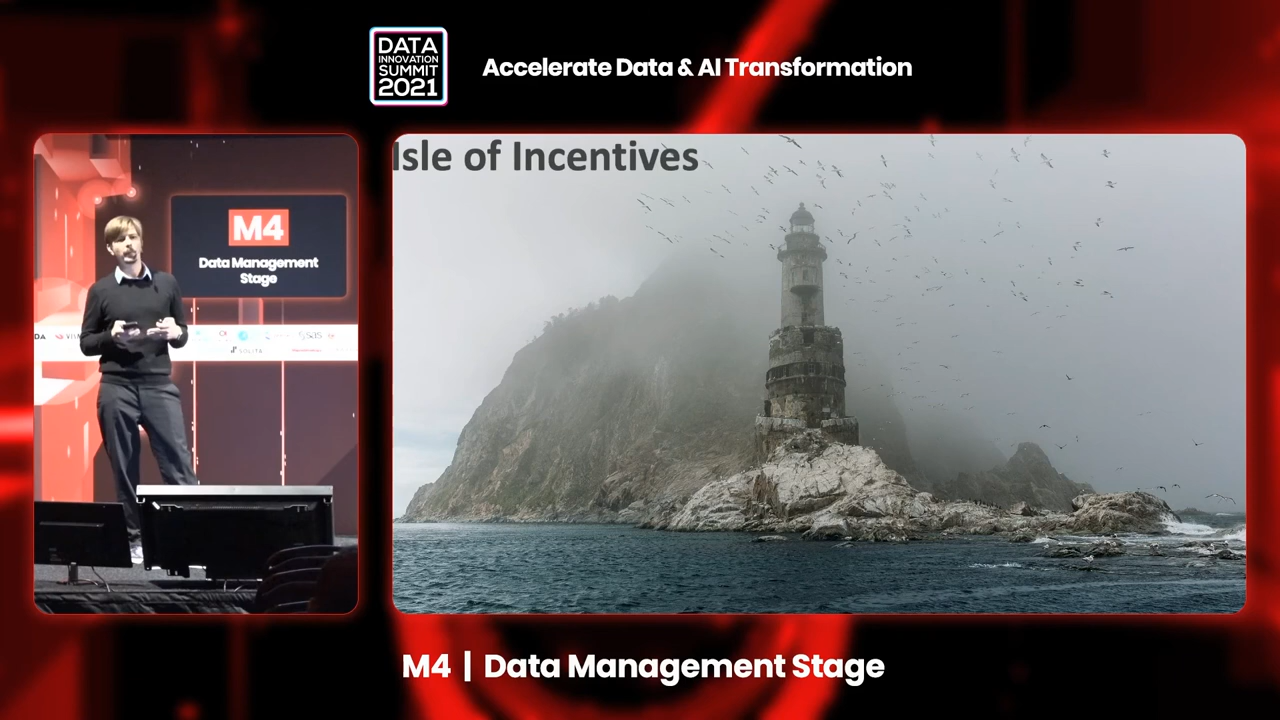 DATA
INNOVATION
SUMMIT
2021
Accelerate Data & AI Transformation
Isle of Incentives
M4
Data Management
Stage
SAS
SOLITA
M4 | Data Management Stage